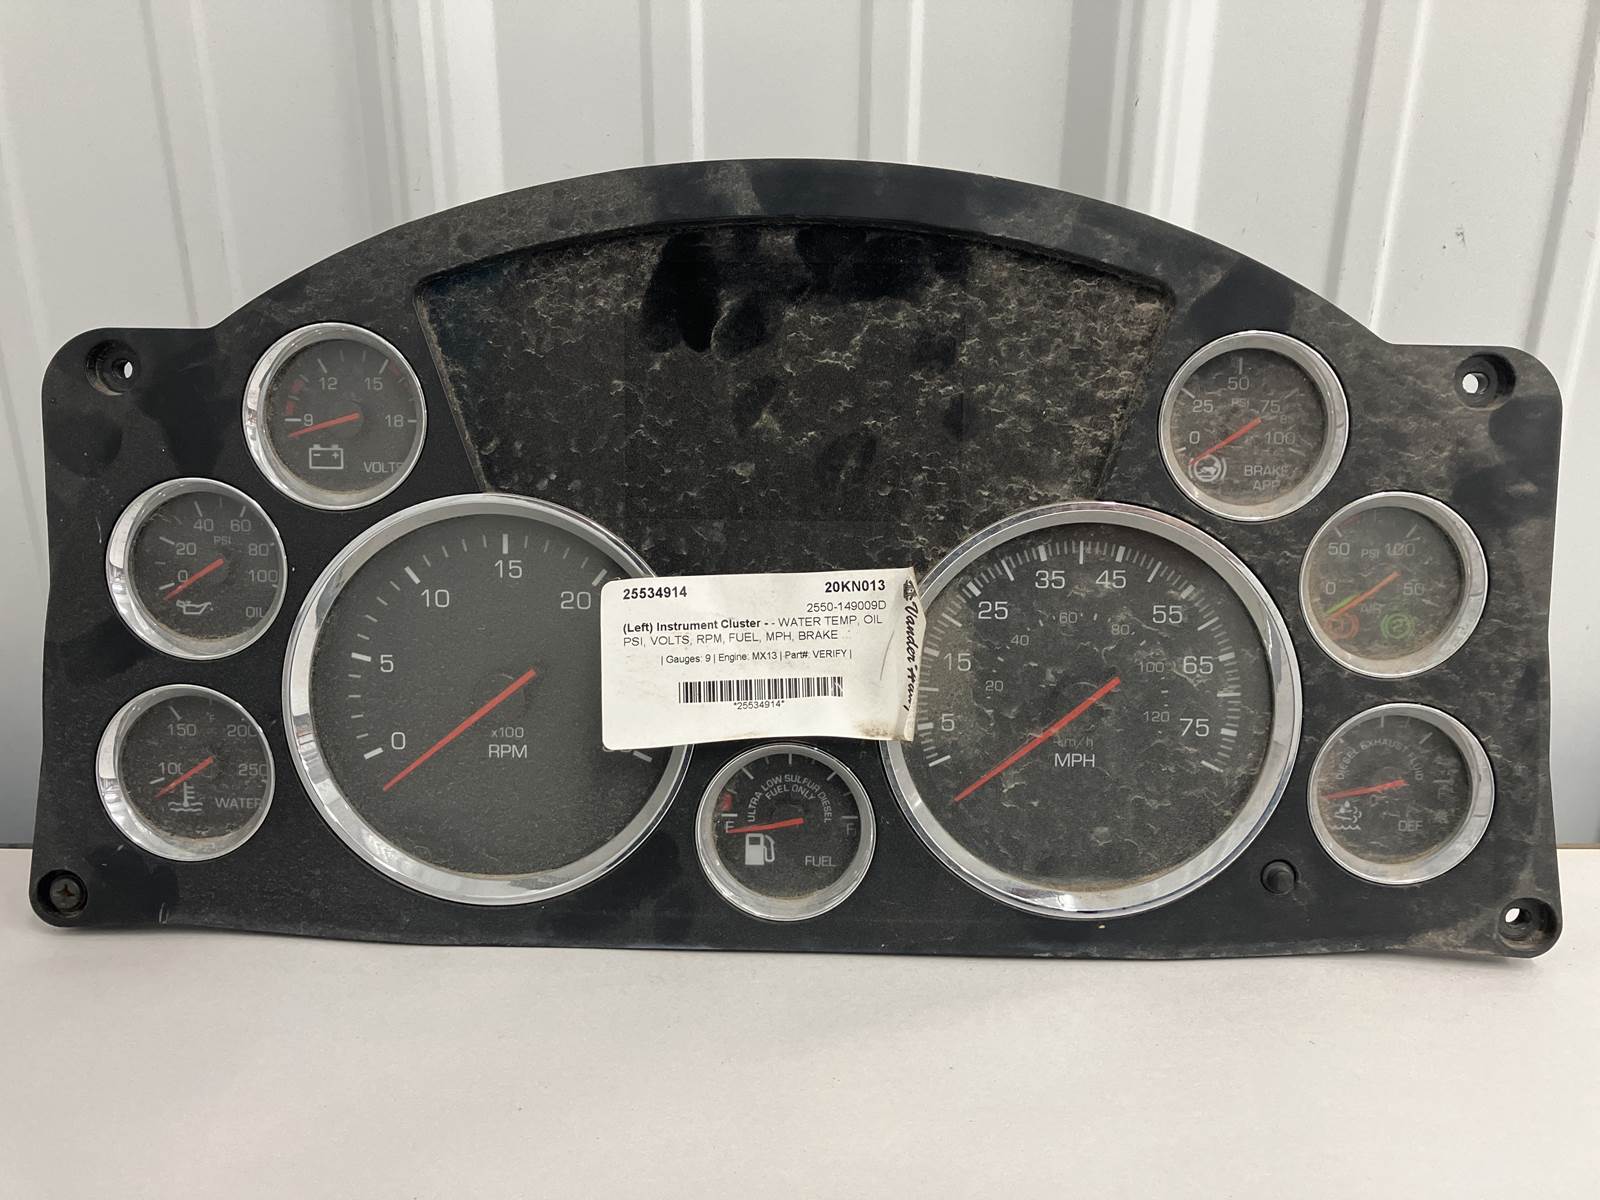 12 15
9 18
VOLTS
40 60
PSI
20 80
0 100
OIL
°F
150 200
100 250
WATER
15
10 20
5
0
x100
RPM
25534914 20KN013
2550-149009D
(Left) Instrument Cluster - - WATER TEMP, OIL
PSI, VOLTS, RPM, FUEL, MPH, BRAKE ...
| Gauges: 9 | Engine: MX13 | Part#: VERIFY |
*25534914*
ULTRA LOW SULFUR DIESEL
FUEL ONLY
E F
FUEL
35 45
25 55
60
40 80
15 65
20 100
5 120 75
km/h
MPH
50
25 PSI 75
0 100
BRAKE
APP
50 PSI 100
0 50
AIR
DIESEL EXHAUST FLUID
DEF